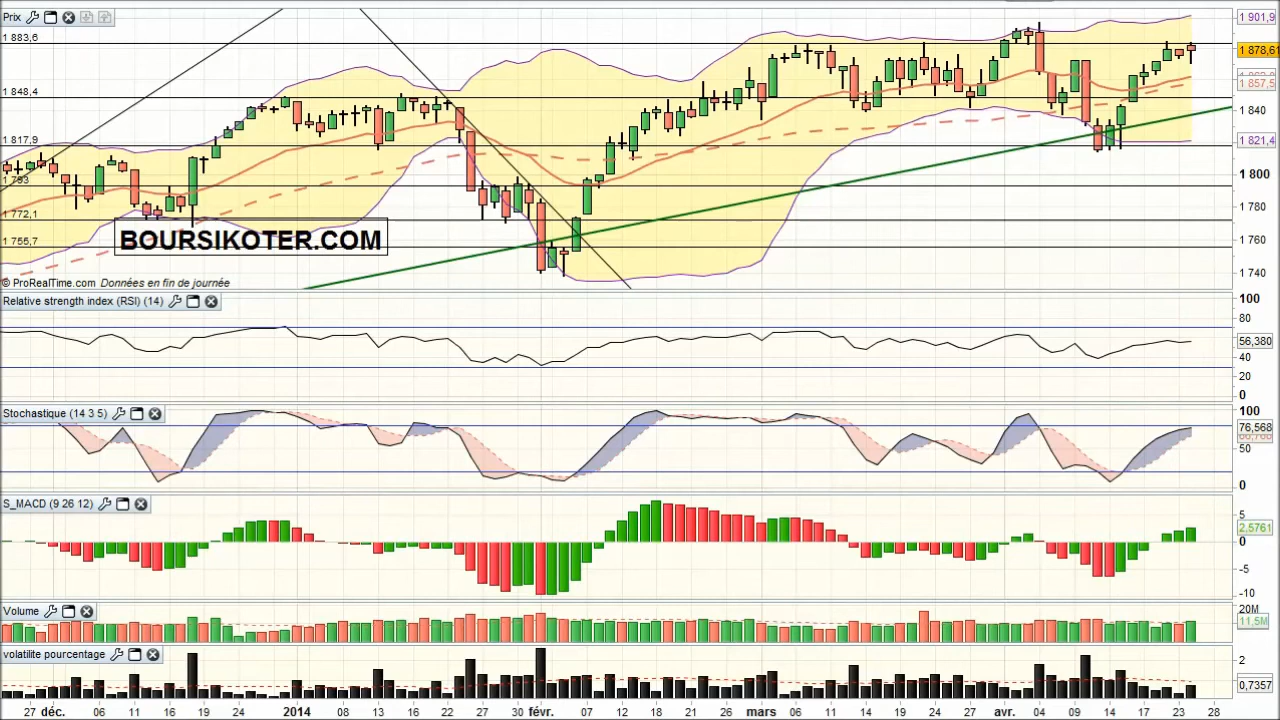 Prix
1 901,9
1 883,6
1 878,61
1 857,5
1 848,4
1 840
1 821,4
1 817,9
1 800
1 793
1 780
1 772,1
1 760
1 755,7
1 740
BOURSIKOTER.COM
© ProRealTime.com Données en fin de journée
Relative strength index (RSI) (14)
100
80
56,380
40
20
0
Stochastique (14 3 5)
100
76,568
50
0
S_MACD (9 26 12)
5
2,5761
0
-5
-10
Volume
20M
11,5M
volatilite pourcentage
2
0,7357
27 déc. 06 11 16 19 24 2014 08 13 16 22 27 30 févr. 07 12 18 21 26 mars 06 11 14 19 24 27 avr. 04 09 14 17 23 28